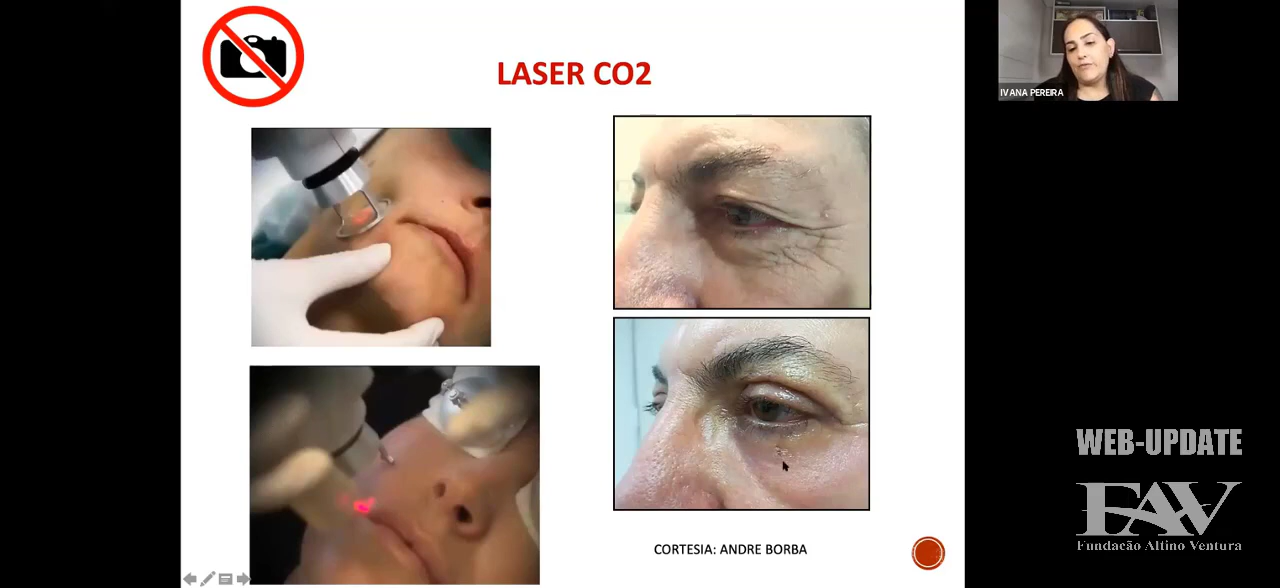 LASER CO2
IVANA PEREIRA
CORTESIA: ANDRE BORBA
WEB-UPDATE
FAV
Fundação Altino Ventura